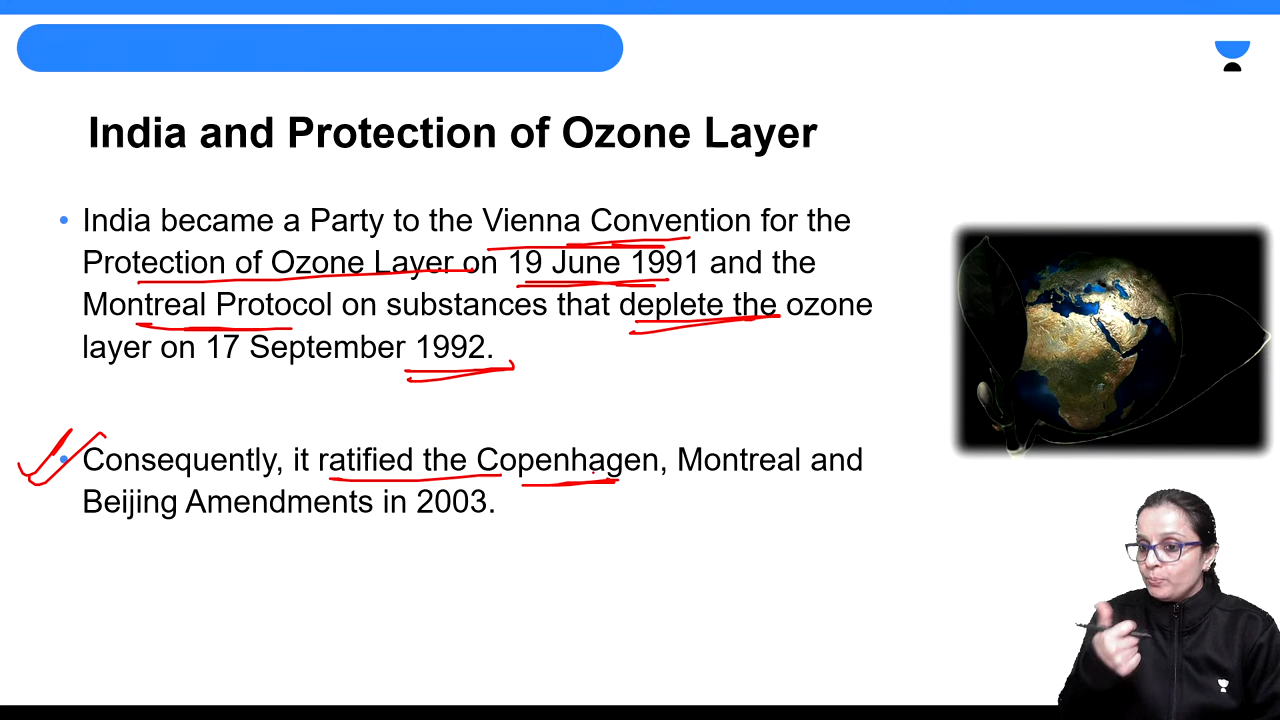 India and Protection of Ozone Layer
India became a Party to the Vienna Convention for the
Protection of Ozone Layer on 19 June 1991 and the
Montreal Protocol on substances that deplete the ozone
layer on 17 September 1992.
Consequently, it ratified the Copenhagen, Montreal and
Beijing Amendments in 2003.